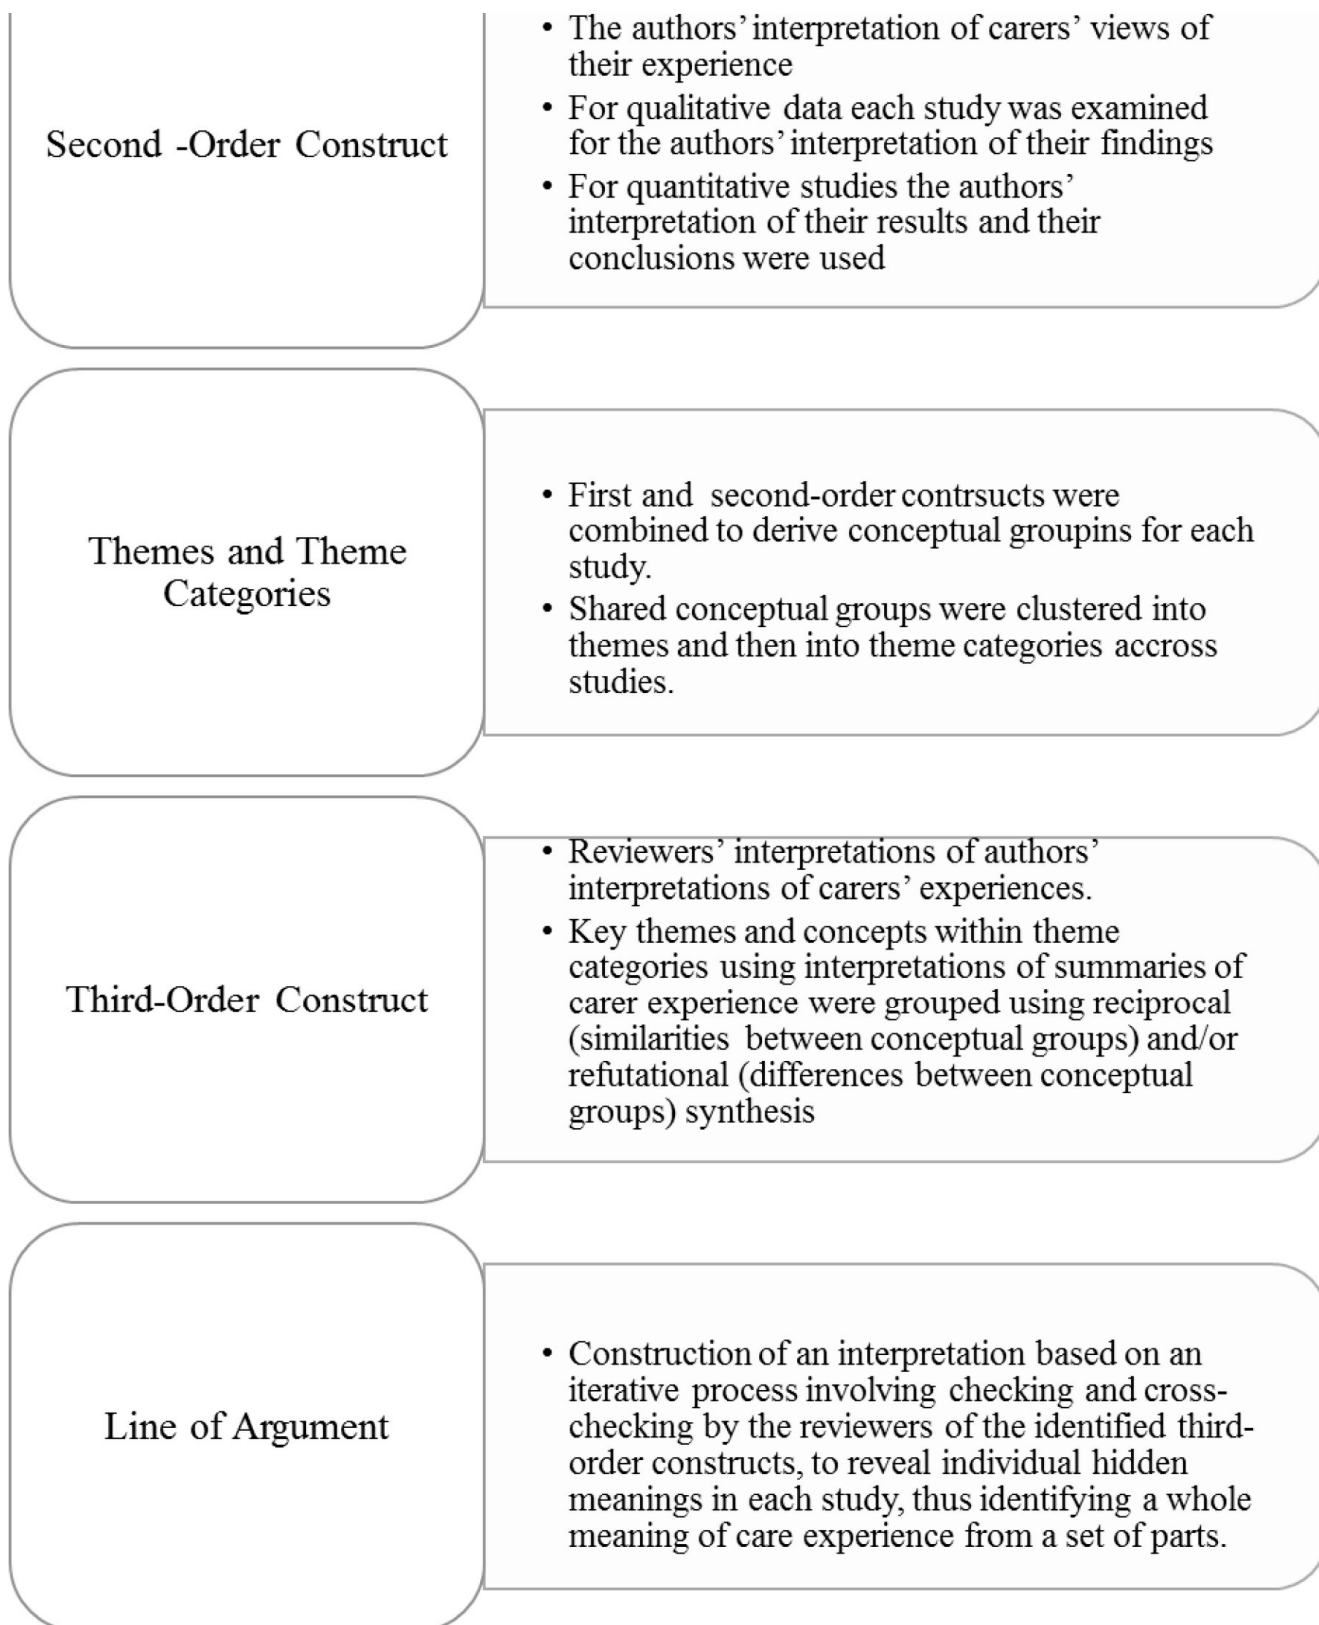 Second -Order Construct
• The authors’ interpretation of carers’ views of
their experience
• For qualitative data each study was examined
for the authors’ interpretation of their findings
• For quantitative studies the authors’
interpretation of their results and their
conclusions were used
Themes and Theme
Categories
• First and second-order contrsucts were
combined to derive conceptual groupins for each
study.
• Shared conceptual groups were clustered into
themes and then into theme categories accross
studies.
Third-Order Construct
• Reviewers’ interpretations of authors’
interpretations of carers’ experiences.
• Key themes and concepts within theme
categories using interpretations of summaries of
carer experience were grouped using reciprocal
(similarities between conceptual groups) and/or
refutational (differences between conceptual
groups) synthesis
Line of Argument
• Construction of an interpretation based on an
iterative process involving checking and cross-
checking by the reviewers of the identified third-
order constructs, to reveal individual hidden
meanings in each study, thus identifying a whole
meaning of care experience from a set of parts.